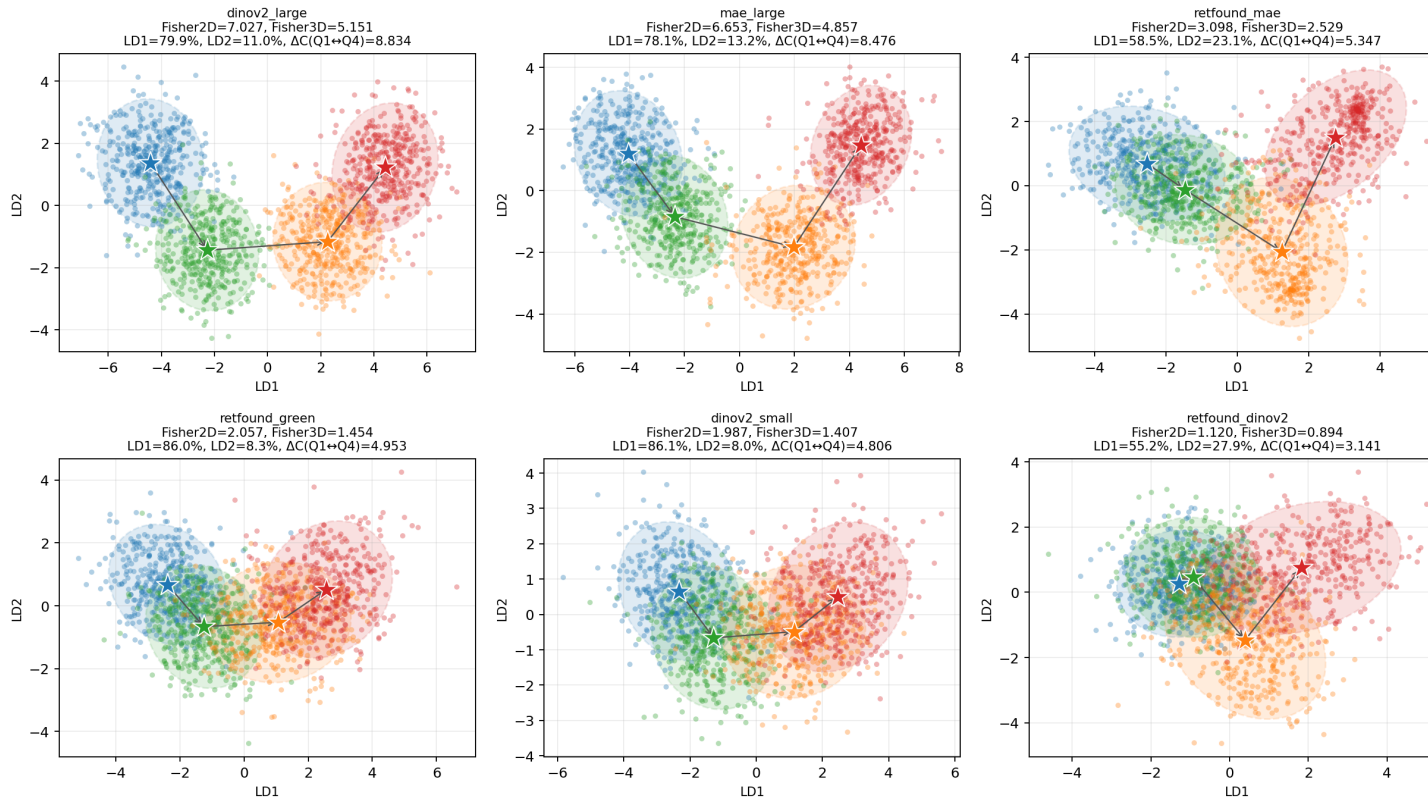 dinov2_large
Fisher2D=7.027, Fisher3D=5.151
LD1=79.9%, LD2=11.0%, ΔC(Q1↔Q4)=8.834
4
2
0
−2
−4
LD2
−6
−4
−2
0
2
4
6
LD1
mae_large
Fisher2D=6.653, Fisher3D=4.857
LD1=78.1%, LD2=13.2%, ΔC(Q1↔Q4)=8.476
4
2
0
−2
−4
LD2
−6
−4
−2
0
2
4
6
8
LD1
retfound_mae
Fisher2D=3.098, Fisher3D=2.529
LD1=58.5%, LD2=23.1%, ΔC(Q1↔Q4)=5.347
4
2
0
−2
−4
LD2
−4
−2
0
2
4
LD1
retfound_green
Fisher2D=2.057, Fisher3D=1.454
LD1=86.0%, LD2=8.3%, ΔC(Q1↔Q4)=4.953
4
2
0
−2
−4
LD2
−4
−2
0
2
4
6
LD1
dinov2_small
Fisher2D=1.987, Fisher3D=1.407
LD1=86.1%, LD2=8.0%, ΔC(Q1↔Q4)=4.806
4
3
2
1
0
−1
−2
−3
−4
LD2
−4
−2
0
2
4
6
LD1
retfound_dinov2
Fisher2D=1.120, Fisher3D=0.894
LD1=55.2%, LD2=27.9%, ΔC(Q1↔Q4)=3.141
4
2
0
−2
−4
LD2
−4
−2
0
2
4
LD1